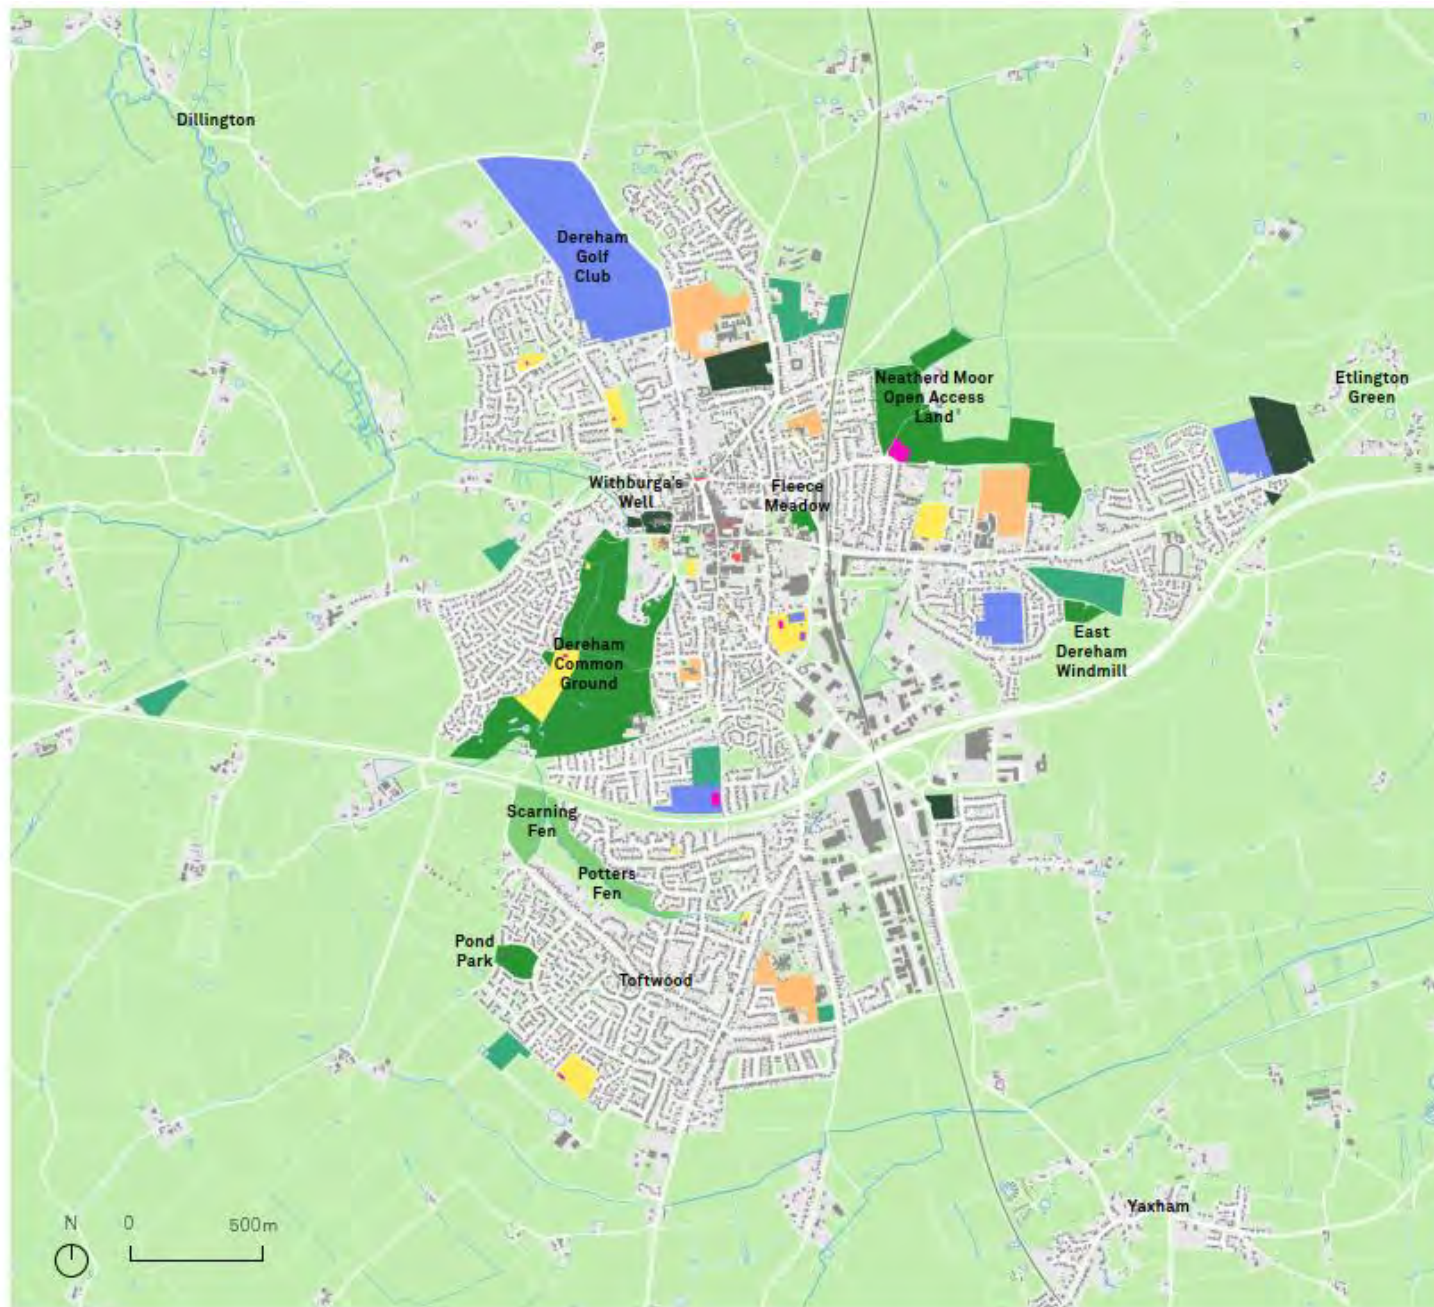 Dillington
Dereham
Golf
Club
Neatherd Moor
Open Access
Land
Etlington
Green
Withburga's
Well
Fleece
Meadow
East
Dereham
Windmill
Dereham
Common
Ground
Scarning
Fen
Potters
Fen
Pond
Park
Toftwood
Yaxham
N 0 500m